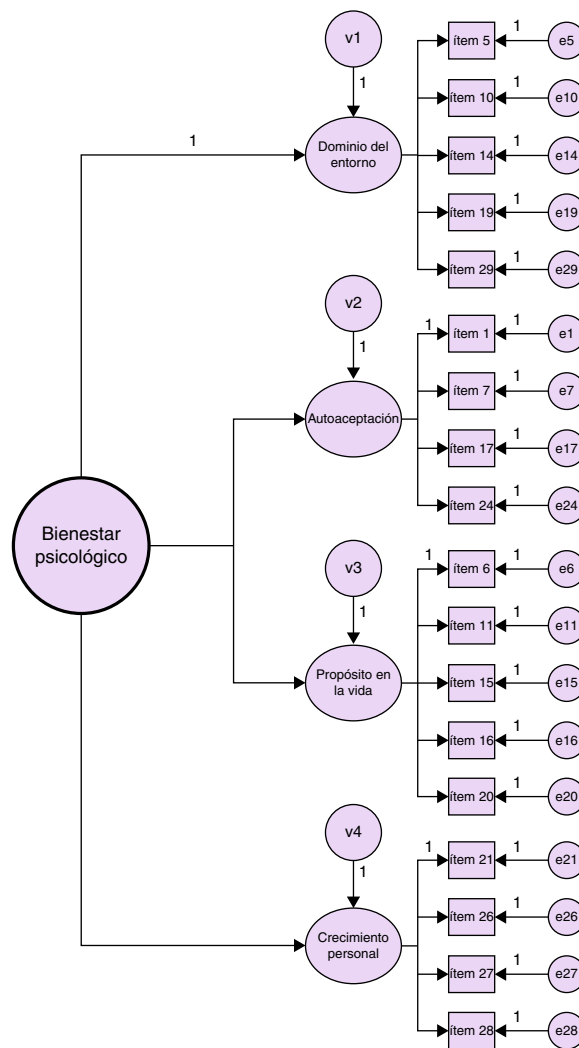 v1
1
1
Dominio del
entorno
ítem 5
1
e5
ítem 10
1
e10
ítem 14
1
e14
ítem 19
1
e19
ítem 29
1
e29
v2
1
Autoaceptación
1
ítem 1
1
e1
ítem 7
1
e7
ítem 17
1
e17
ítem 24
1
e24
Bienestar
psicológico
v3
1
Propósito en
la vida
1
ítem 6
1
e6
ítem 11
1
e11
ítem 15
1
e15
ítem 16
1
e16
ítem 20
1
e20
v4
1
Crecimiento
personal
1
ítem 21
1
e21
ítem 26
1
e26
ítem 27
1
e27
ítem 28
1
e28